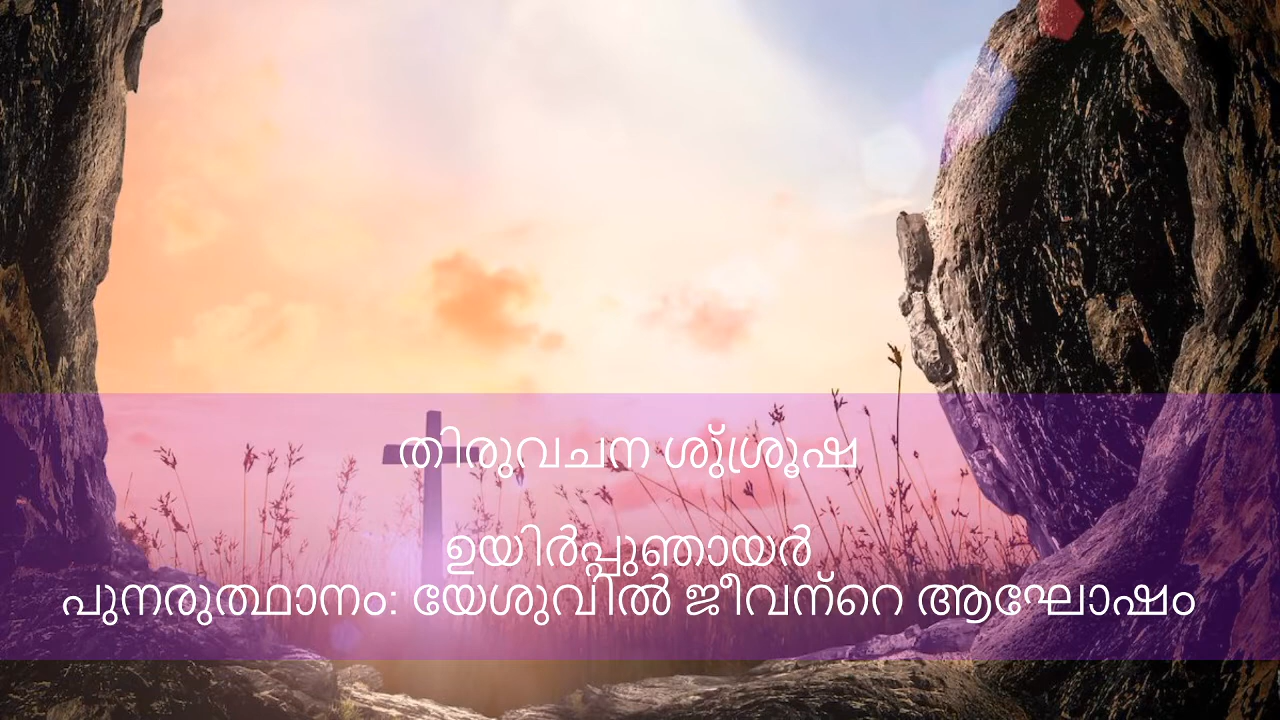 തിരുവചന ശു്ശ്രൂഷ
ഉയിർപ്പുഞായർ
പുനരുത്ഥാനം: യേശുവിൽ ജീവന്റെ ആഘോഷം